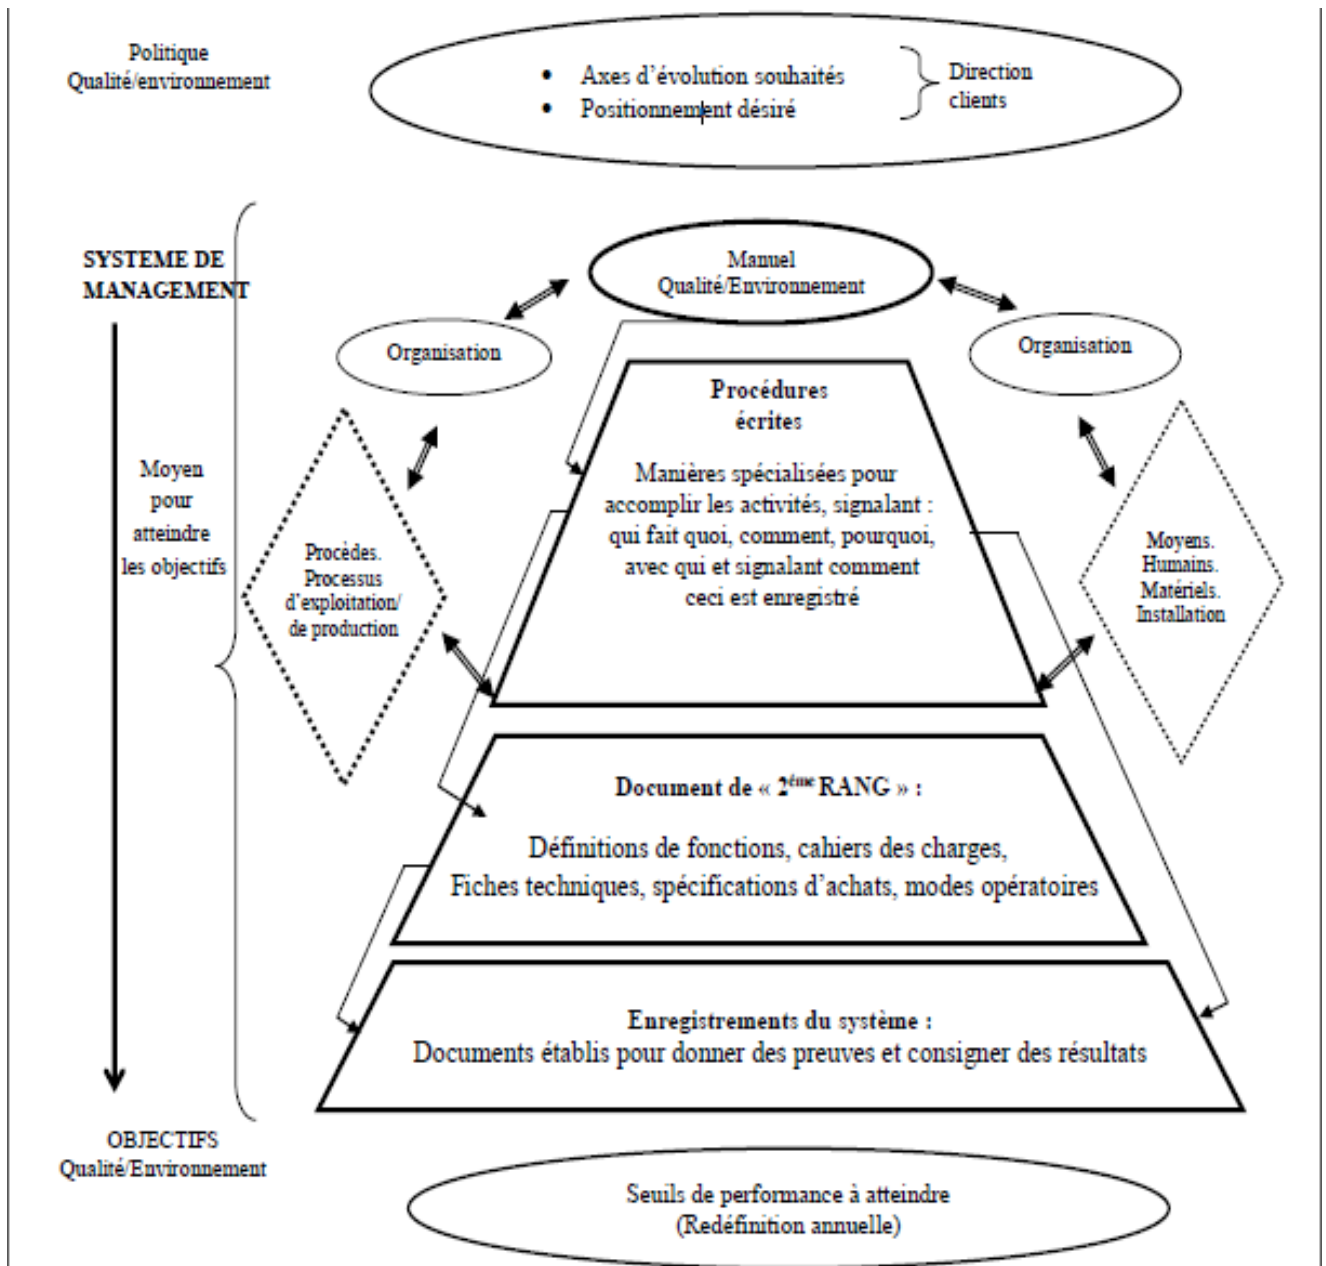 Politique
Qualité/environnement
• Axes d'évolution souhaités
• Positionnement désiré
Direction
clients
SYSTEME DE
MANAGEMENT
Manuel
Qualité/Environnement
Organisation
Organisation
Moyen
pour
atteindre
les objectifs
Procédures
écrites
Manières spécialisées pour
accomplir les activités, signalant :
qui fait quoi, comment, pourquoi,
avec qui et signalant comment
ceci est enregistré
Procèdes.
Processus
d'exploitation/
de production
Moyens.
Humains.
Matériels.
Installation
Document de « 2éme RANG » :
Définitions de fonctions, cahiers des charges,
Fiches techniques, spécifications d'achats, modes opératoires
Enregistrements du système :
Documents établis pour donner des preuves et consigner des résultats
OBJECTIFS
Qualité/Environnement
Seuils de performance à atteindre
(Redéfinition annuelle)